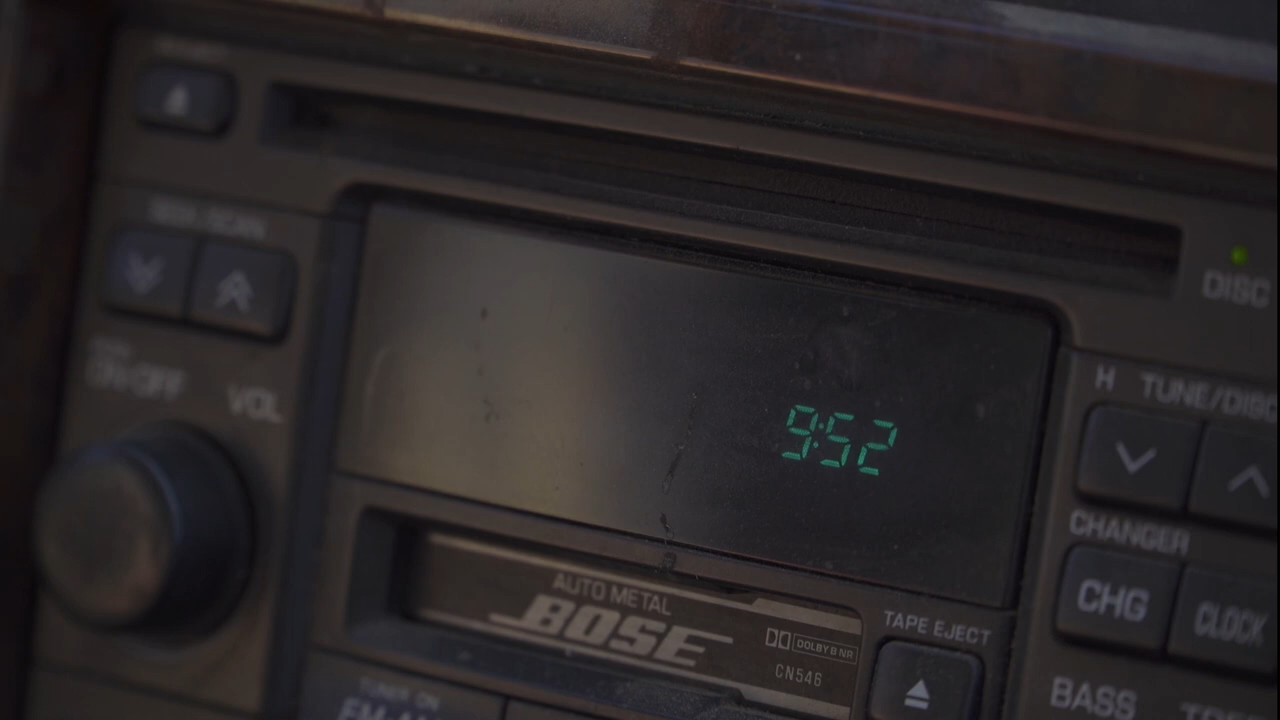 SEEK/SCAN
DISC
ON•OFF VOL
H TUNE/DISC
9:52
CHANGER
CHG CLOCK
AUTO METAL
BOSE
DOLBY B NR
CN546
TAPE EJECT
BASS